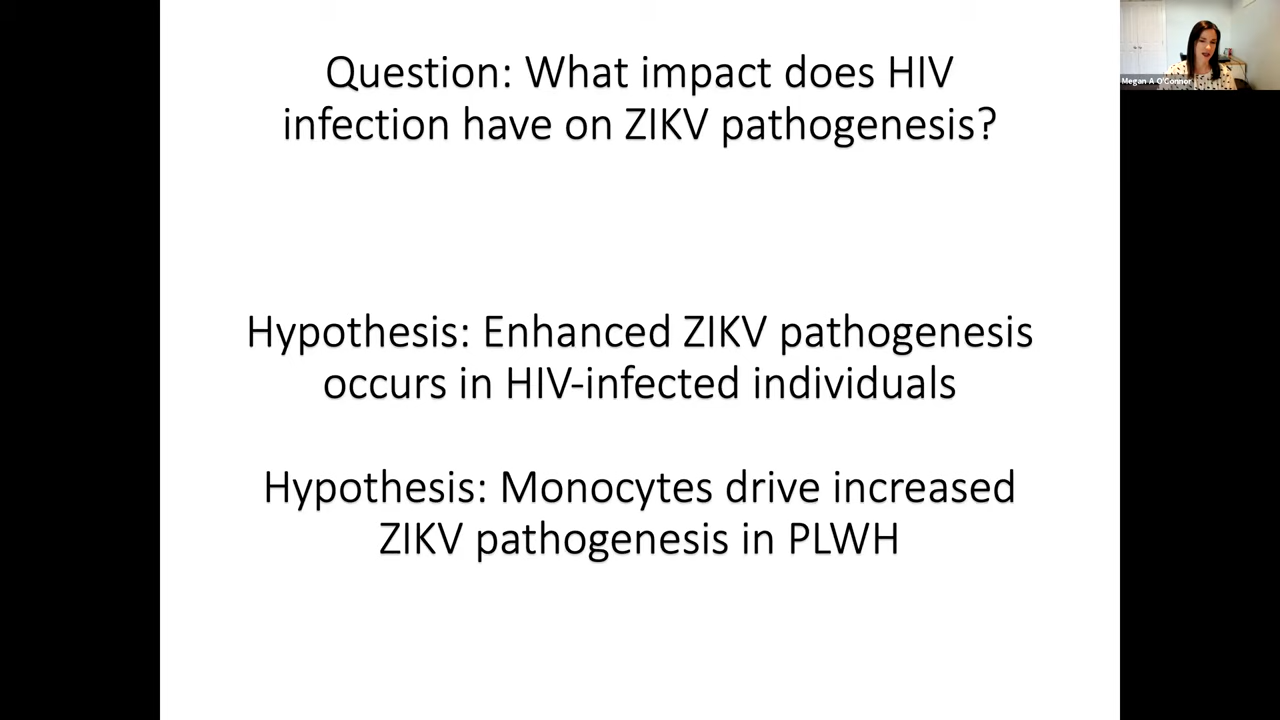 Question: What impact does HIV
infection have on ZIKV pathogenesis?
Hypothesis: Enhanced ZIKV pathogenesis
occurs in HIV-infected individuals
Hypothesis: Monocytes drive increased
ZIKV pathogenesis in PLWH
Megan A O'Connor